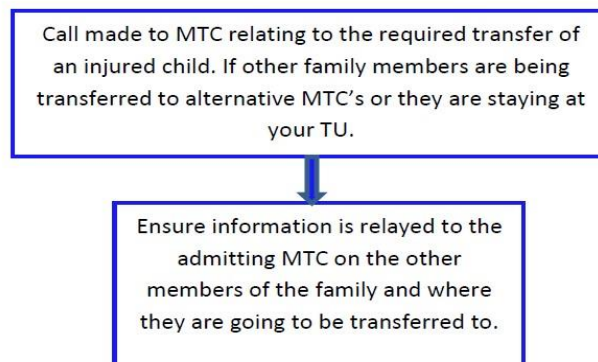 Call made to MTC relating to the required transfer of
an injured child. If other family members are being
transferred to alternative MTC’s or they are staying at
your TU.
Ensure information is relayed to the
admitting MTC on the other
members of the family and where
they are going to be transferred to.